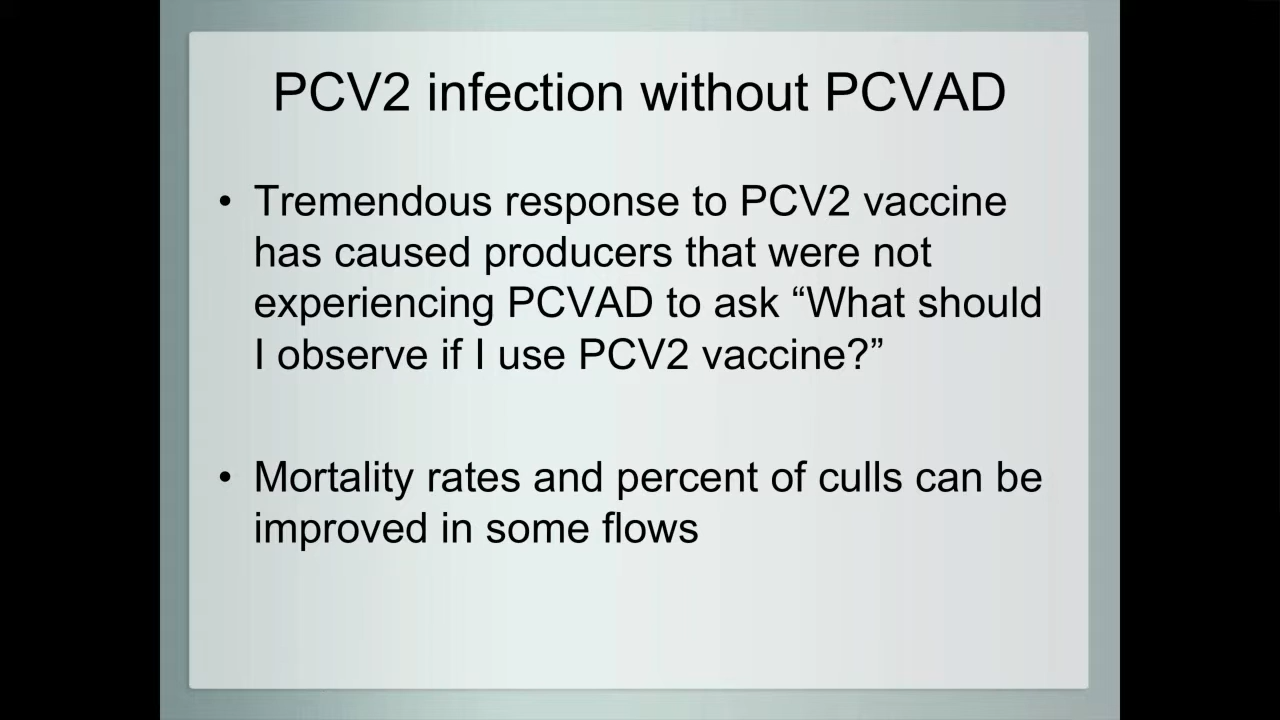 PCV2 infection without PCVAD
• Tremendous response to PCV2 vaccine
has caused producers that were not
experiencing PCVAD to ask “What should
I observe if I use PCV2 vaccine?”
• Mortality rates and percent of culls can be
improved in some flows